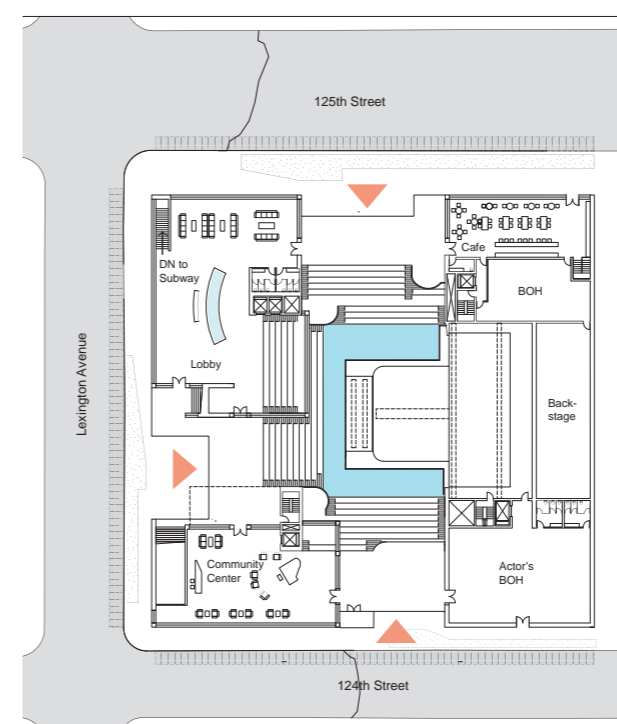 125th Street
Cafe
DN to
Subway
BOH
Lobby
Lexington Avenue
Back-
stage
Community
Center
Actor's
BOH
124th Street